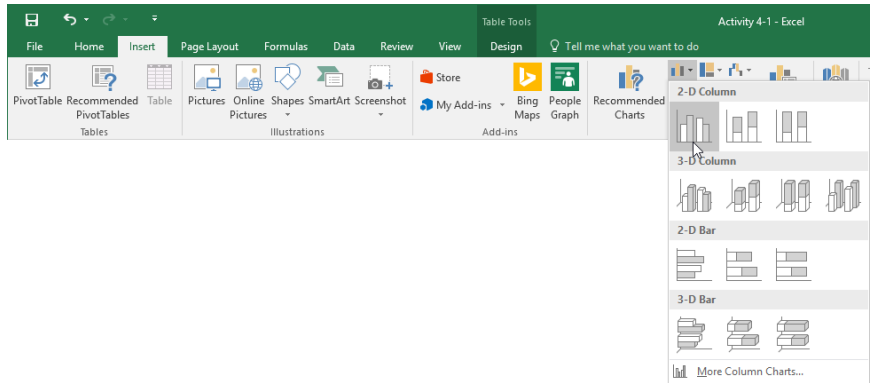 Table Tools
Activity 4-1 - Excel
File Home Insert Page Layout Formulas Data Review View Design Tell me what you want to do
PivotTable Recommended PivotTables Table
Tables
Pictures Online Pictures Shapes SmartArt Screenshot
Illustrations
Store
My Add-ins
Bing Maps People Graph
Add-ins
Recommended Charts
2-D Column
3-D Column
2-D Bar
3-D Bar
More Column Charts...